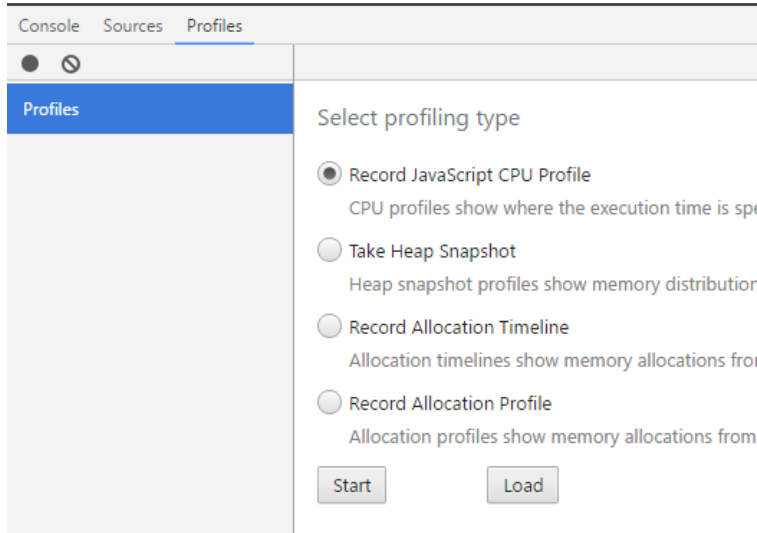 Console Sources Profiles
Profiles
Select profiling type
Record JavaScript CPU Profile
CPU profiles show where the execution time is
Take Heap Snapshot
Heap snapshot profiles show memory distribution
Record Allocation Timeline
Allocation timelines show memory allocations
Record Allocation Profile
Allocation profiles show memory allocations from
Start Load